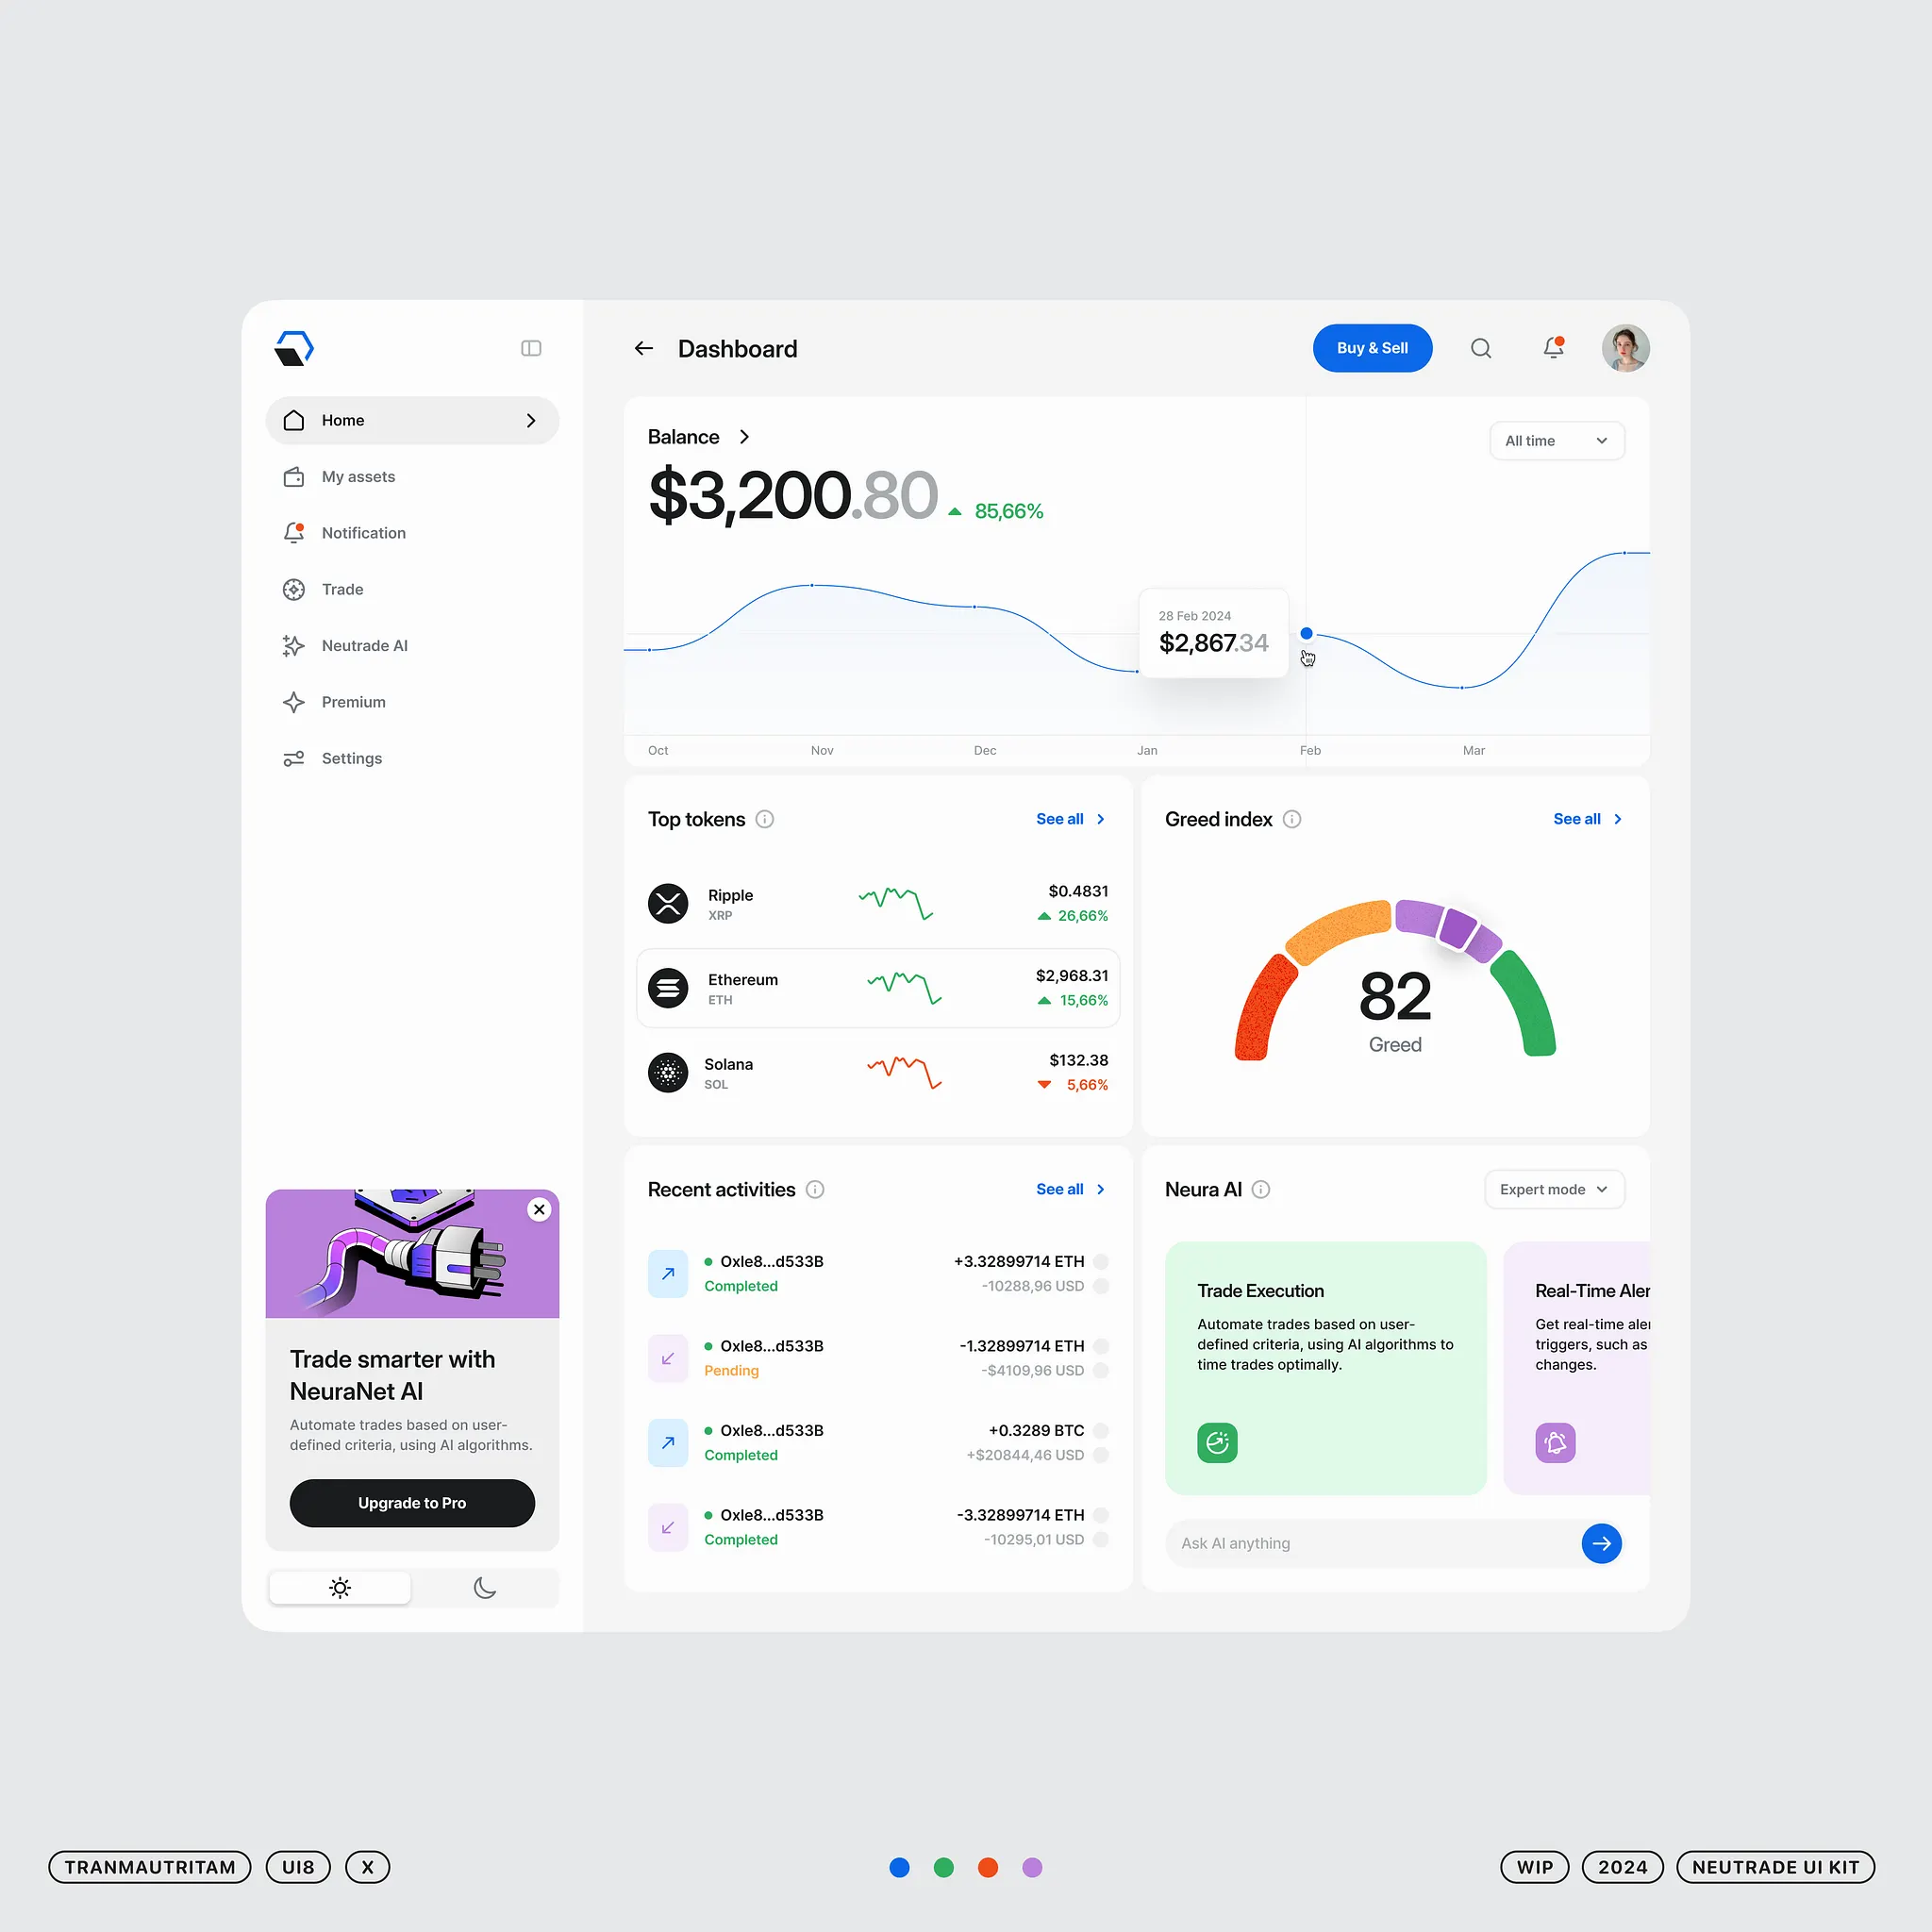 Dashboard
Buy & Sell
Home
My assets
Notification
Trade
Neutrade AI
Premium
Settings
Trade smarter with
NeuraNet AI
Automate trades based on user-
defined criteria, using AI algorithms.
Upgrade to Pro
Balance
All time
$3,200.80
85,66%
28 Feb 2024
$2,867.34
Oct
Nov
Dec
Jan
Feb
Mar
Top tokens
See all
Ripple
XRP
$0.4831
26,66%
Ethereum
ETH
$2,968.31
15,66%
Solana
SOL
$132.38
5,66%
Greed index
See all
82
Greed
Recent activities
See all
Oxle8...d533B
Completed
+3.32899714 ETH
-10288,96 USD
Oxle8...d533B
Pending
-1.32899714 ETH
-$4109,96 USD
Oxle8...d533B
Completed
+0.3289 BTC
+$20844,46 USD
Oxle8...d533B
Completed
-3.32899714 ETH
-10295,01 USD
Neura AI
Expert mode
Trade Execution
Automate trades based on user-
defined criteria, using AI algorithms to
time trades optimally.
Real-Time Aler
Get real-time aler
triggers, such as
changes.
Ask AI anything
TRANMAUTRITAM
UI8
X
WIP
2024
NEUTRADE UI KIT